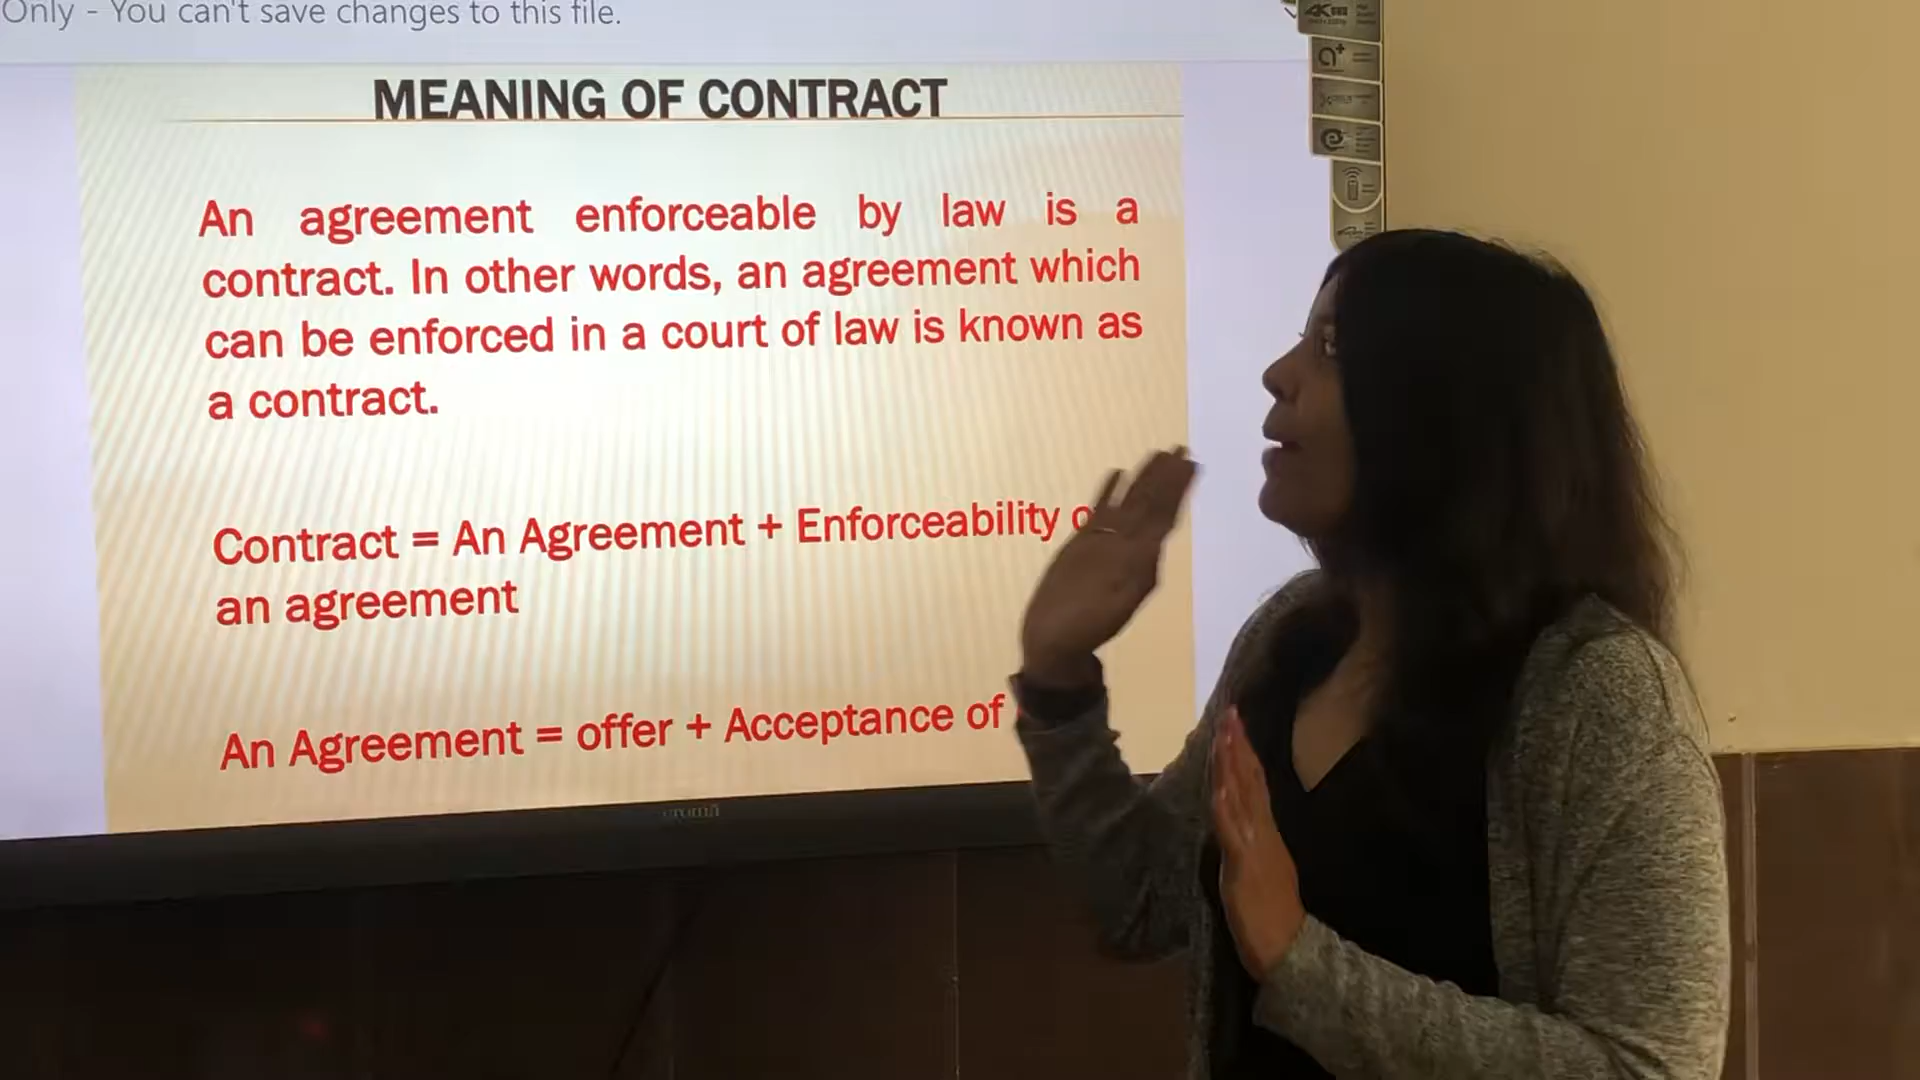 Only - You can't save changes to this file.
MEANING OF CONTRACT
An agreement enforceable by law is a
contract. In other words, an agreement which
can be enforced in a court of law is known as
a contract.
Contract = An Agreement + Enforceability
an agreement
An Agreement = offer + Acceptance of
croma
4K
a+
e